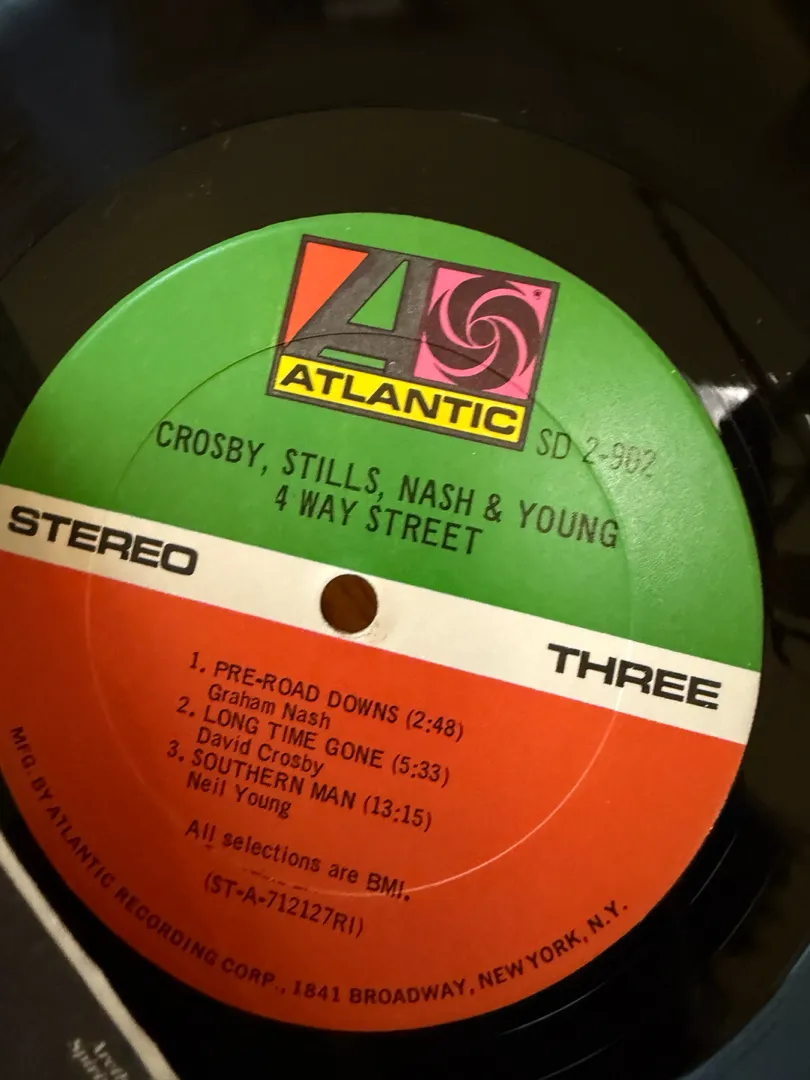 ATLANTIC
SD 2-902
CROSBY, STILLS, NASH & YOUNG
4 WAY STREET
STEREO
THREE
1. PRE-ROAD DOWNS (2:48)
Graham Nash
2. LONG TIME GONE (5:33)
David Crosby
3. SOUTHERN MAN (13:15)
Neil Young
All selections are BMI.
(ST-A-712127RI)
MFG. BY ATLANTIC RECORDING CORP., 1841 BROADWAY, NEW YORK, N.Y.